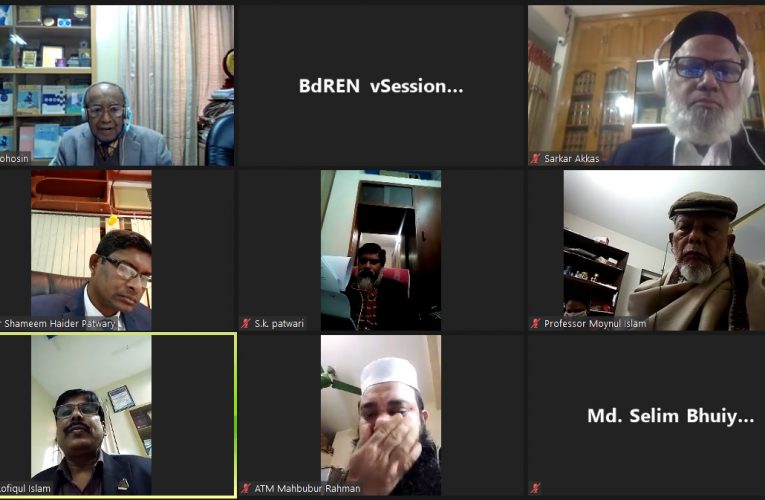 ohosin
BdREN vSession...
Sarkar Akkas
r Shameem Haider Patwary
S.k. patwari
Professor Moynul Islam
ofiqul Islam
ATM Mahbubur Rahman
Md. Selim Bhuiy...